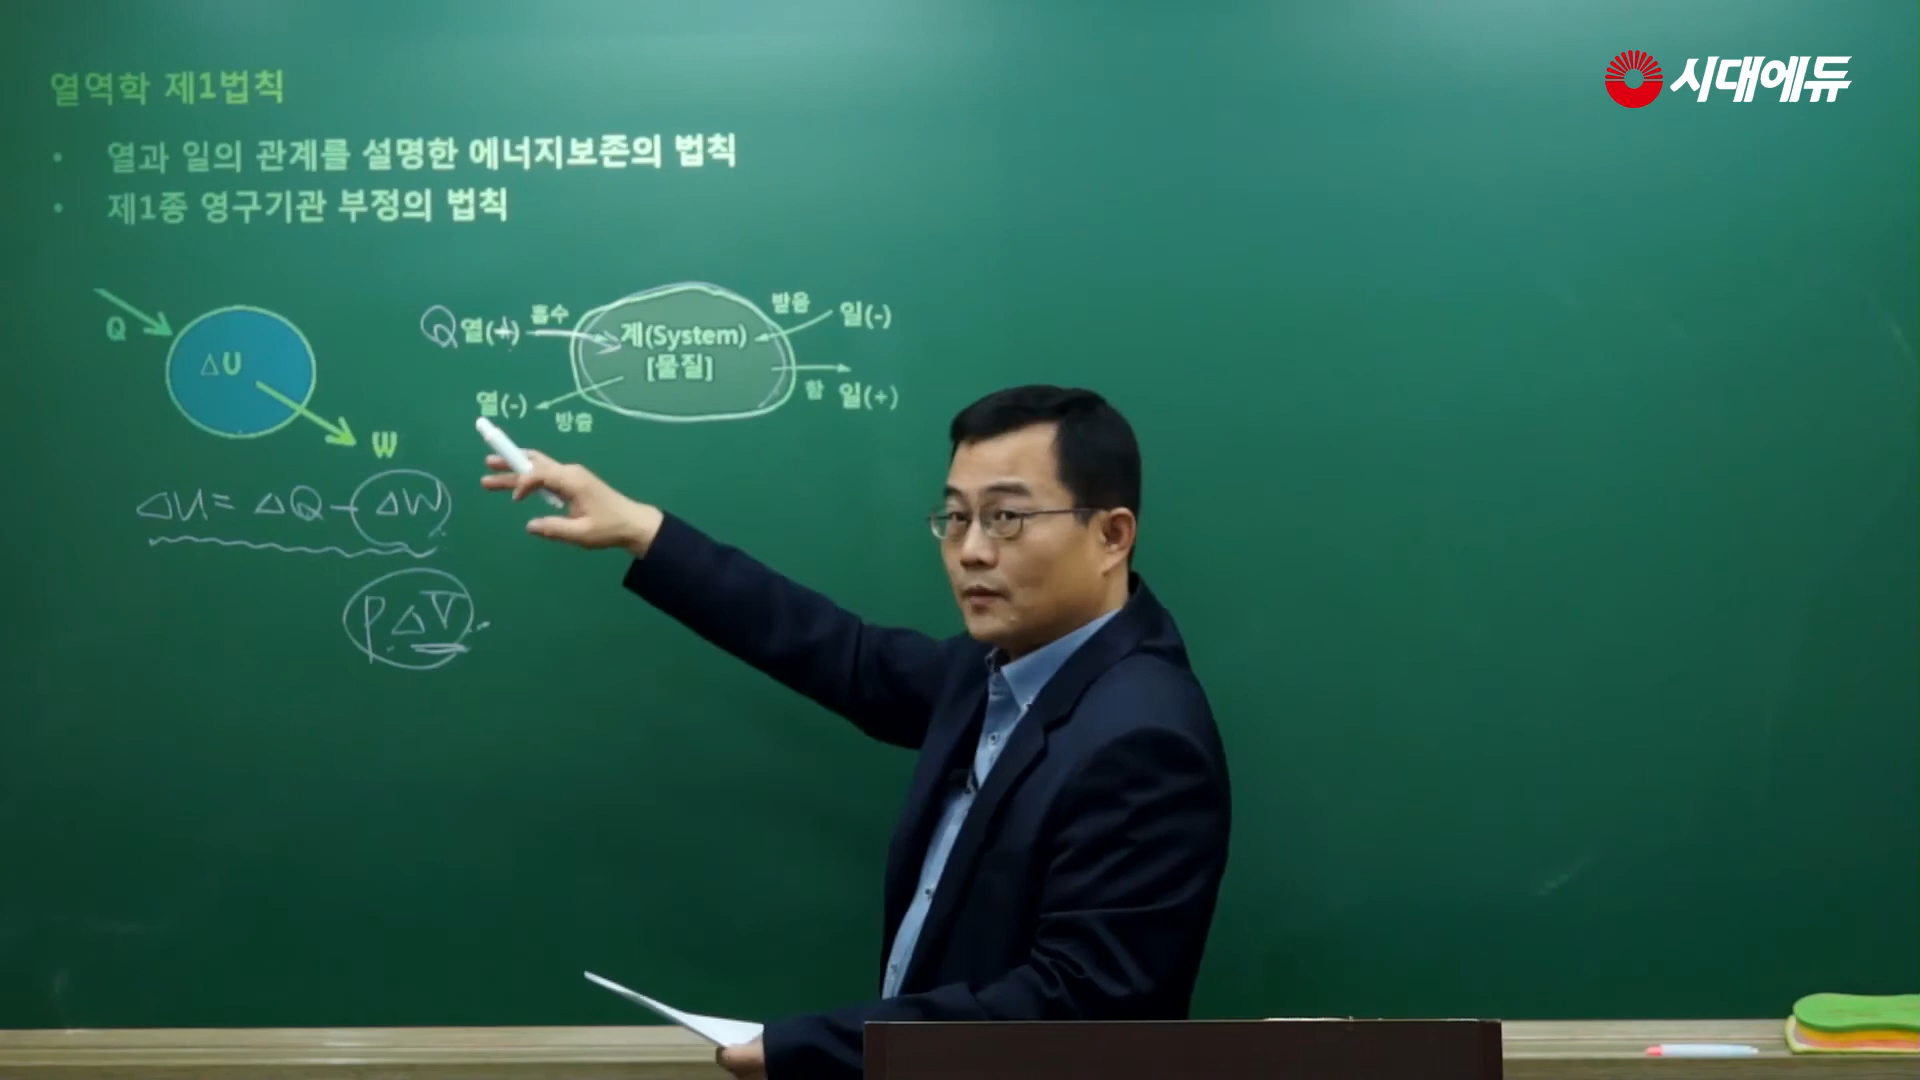 시대에듀
열역학 제1법칙
• 열과 일의 관계를 설명한 에너지보존의 법칙
• 제1종 영구기관 부정의 법칙
Q
ΔU
W
Q 열(+) 흡수
계(System)
[물질]
받음 일(-)
열(-) 방출
함 일(+)
ΔU = ΔQ - ΔW
PΔV